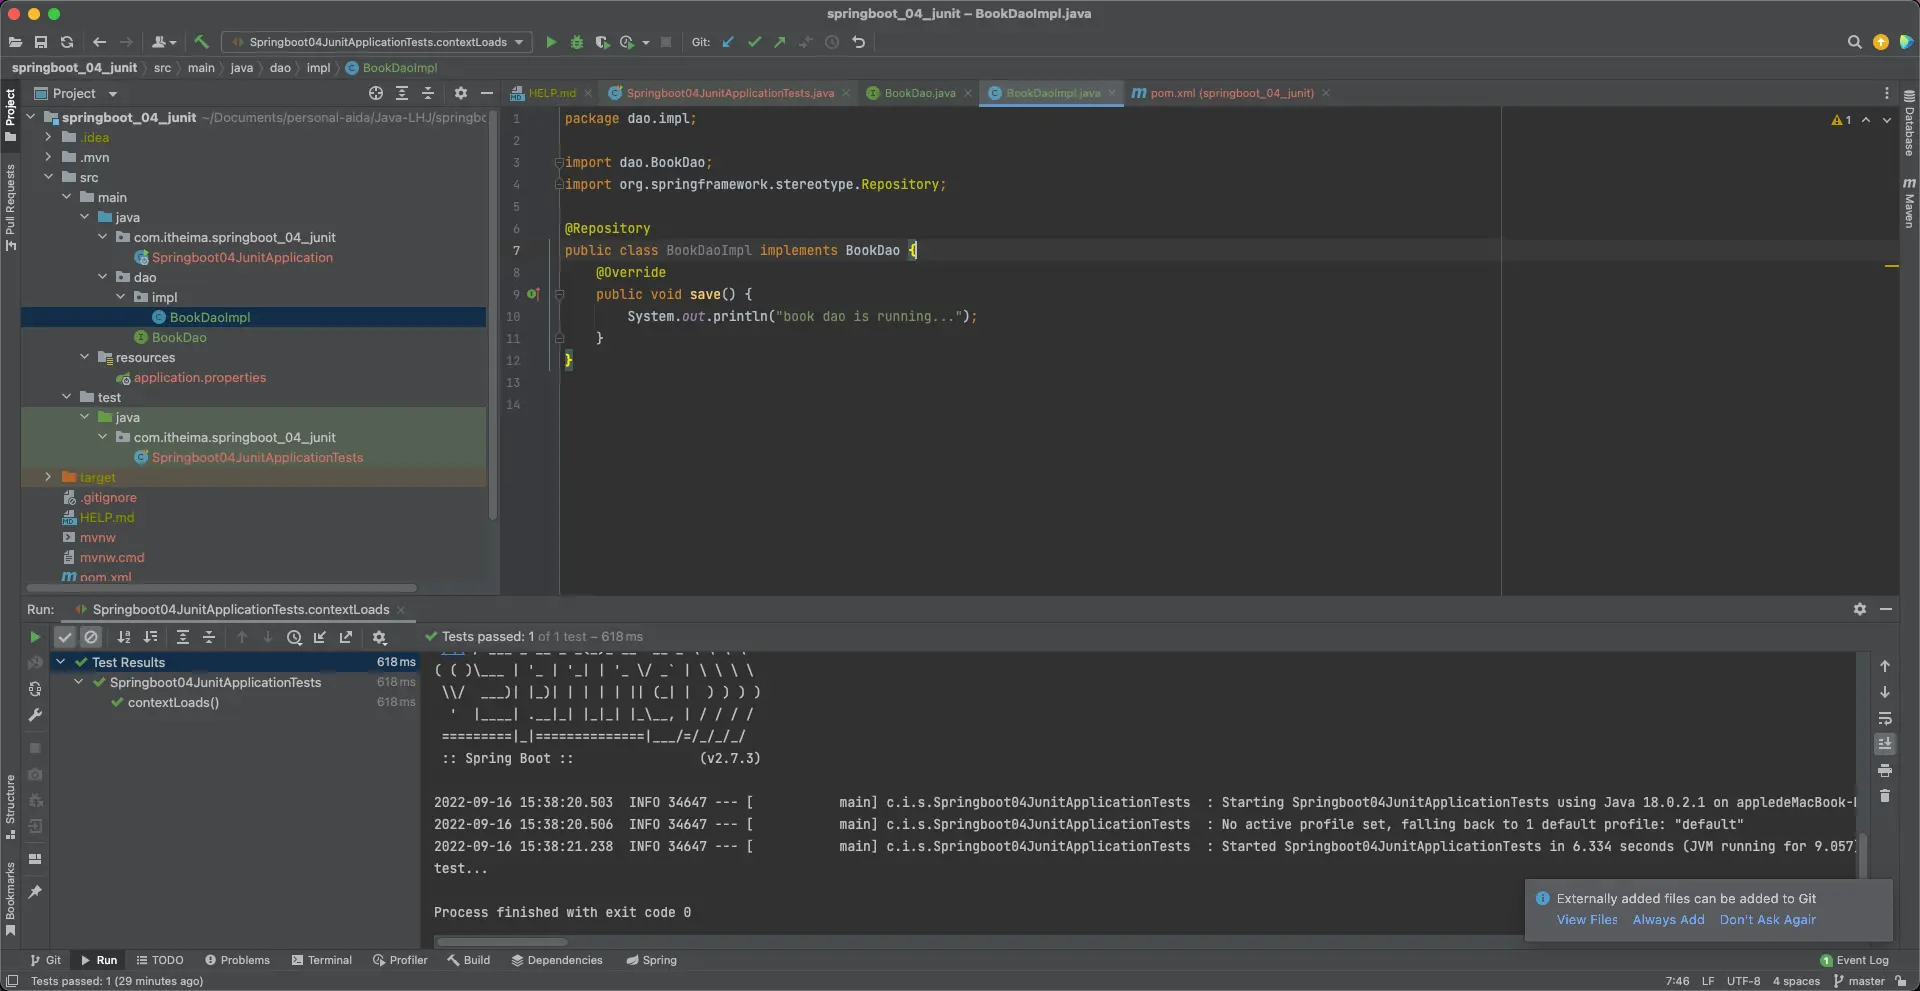 springboot_04_junit – BookDaoImpl.java
Springboot04JunitApplicationTests.contextLoads
Git:
springboot_04_junit
src
main
java
dao
impl
BookDaoImpl
Project
HELP.md
Springboot04JunitApplicationTests.java
BookDao.java
BookDaoImpl.java
pom.xml (springboot_04_junit)
Project
Pull Requests
Structure
Bookmarks
springboot_04_junit ~/Documents/personal-aida/Java-LHJ/springbc
.idea
.mvn
src
main
java
com.itheima.springboot_04_junit
Springboot04JunitApplication
dao
impl
BookDaoImpl
BookDao
resources
application.properties
test
java
com.itheima.springboot_04_junit
Springboot04JunitApplicationTests
target
.gitignore
HELP.md
mvnw
mvnw.cmd
pom.xml
1 package dao.impl;
2
3 import dao.BookDao;
4 import org.springframework.stereotype.Repository;
5
6 @Repository
7 public class BookDaoImpl implements BookDao {
8 @Override
9 public void save() {
10 System.out.println("book dao is running...");
11 }
12 }
13
14
1
Database
Maven
Run: Springboot04JunitApplicationTests.contextLoads
Tests passed: 1 of 1 test – 618 ms
Test Results 618 ms
Springboot04JunitApplicationTests 618 ms
contextLoads() 618 ms
( ( )\___ | '_ | '_| | '_ \/ _` | \ \ \ \
\\/  ___)| |_)| | | | | || (_| |  ) ) ) )
'  |____| .__|_| |_|_| |_\__, | / / / /
=========|_|==============|___/=/_/_/_/
:: Spring Boot ::                (v2.7.3)
2022-09-16 15:38:20.503  INFO 34647 --- [           main] c.i.s.Springboot04JunitApplicationTests  : Starting Springboot04JunitApplicationTests using Java 18.0.2.1 on appledeMacBook-
2022-09-16 15:38:20.506  INFO 34647 --- [           main] c.i.s.Springboot04JunitApplicationTests  : No active profile set, falling back to 1 default profile: "default"
2022-09-16 15:38:21.238  INFO 34647 --- [           main] c.i.s.Springboot04JunitApplicationTests  : Started Springboot04JunitApplicationTests in 6.334 seconds (JVM running for 9.057)
test...
Process finished with exit code 0
Externally added files can be added to Git
View Files Always Add Don't Ask Again
Git
Run
TODO
Problems
Terminal
Profiler
Build
Dependencies
Spring
1 Event Log
Tests passed: 1 (29 minutes ago)
7:46 LF UTF-8 4 spaces master